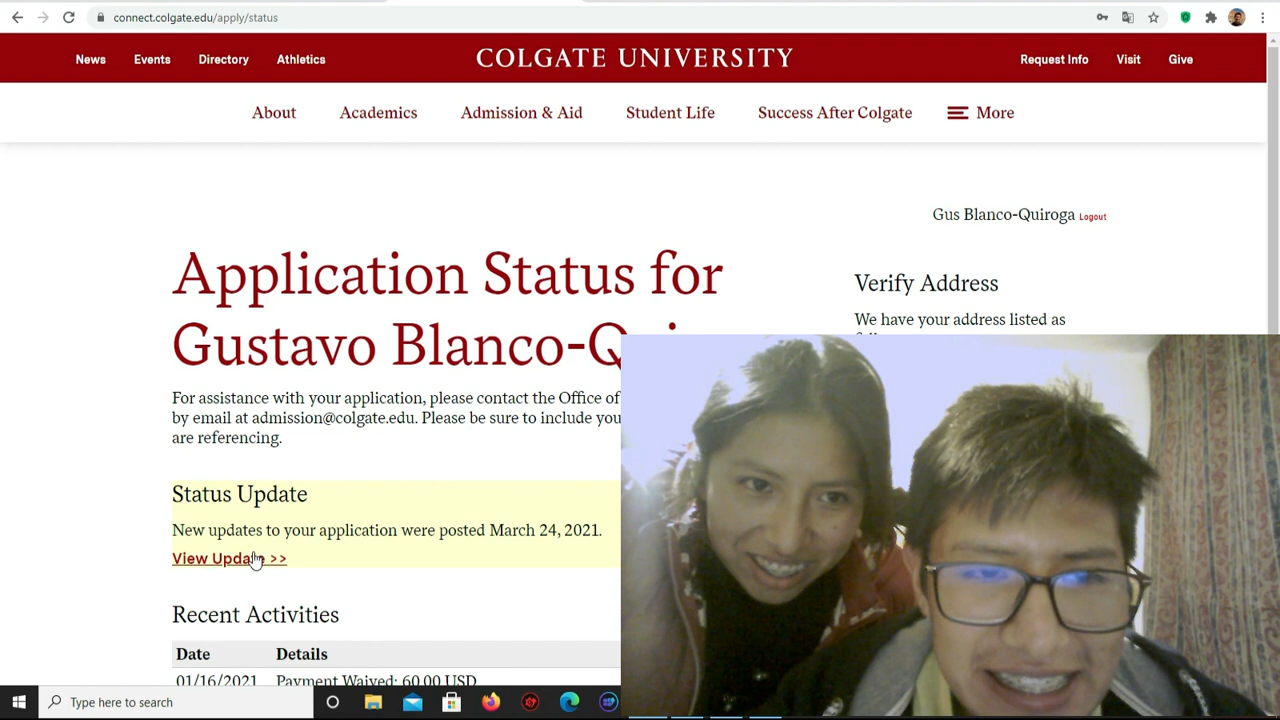 connect.colgate.edu/apply/status
News Events Directory Athletics COLGATE UNIVERSITY Request Info Visit Give
About Academics Admission & Aid Student Life Success After Colgate More
Gus Blanco-Quiroga Logout
Application Status for
Gustavo Blanco-Qui
Verify Address
We have your address listed as
For assistance with your application, please contact the Office of
by email at admission@colgate.edu. Please be sure to include you
are referencing.
Status Update
New updates to your application were posted March 24, 2021.
View Update >>
Recent Activities
Date Details
01/16/2021 Payment Waived: 60.00 USD
Type here to search